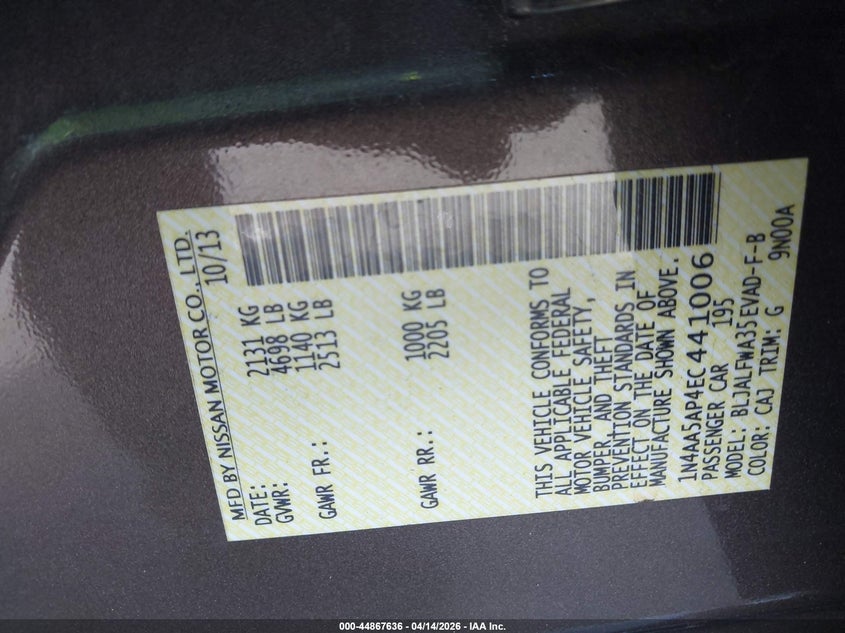 MFD BY NISSAN MOTOR CO., LTD.
DATE: 10/13
GVWR: 2131 KG
4698 LB
GAWR FR.: 1140 KG
2513 LB
GAWR RR.: 1000 KG
2205 LB
THIS VEHICLE CONFORMS TO
ALL APPLICABLE FEDERAL
MOTOR VEHICLE SAFETY,
BUMPER, AND THEFT
PREVENTION STANDARDS IN
EFFECT ON THE DATE OF
MANUFACTURE SHOWN ABOVE.
1N4AA5AP4EC441006
PASSENGER CAR 195
MODEL: BLJALFWA35EVAD-F-B
COLOR: CAJ TRIM: G 9N00A
000-44867636 - 04/14/2026 - IAA Inc.